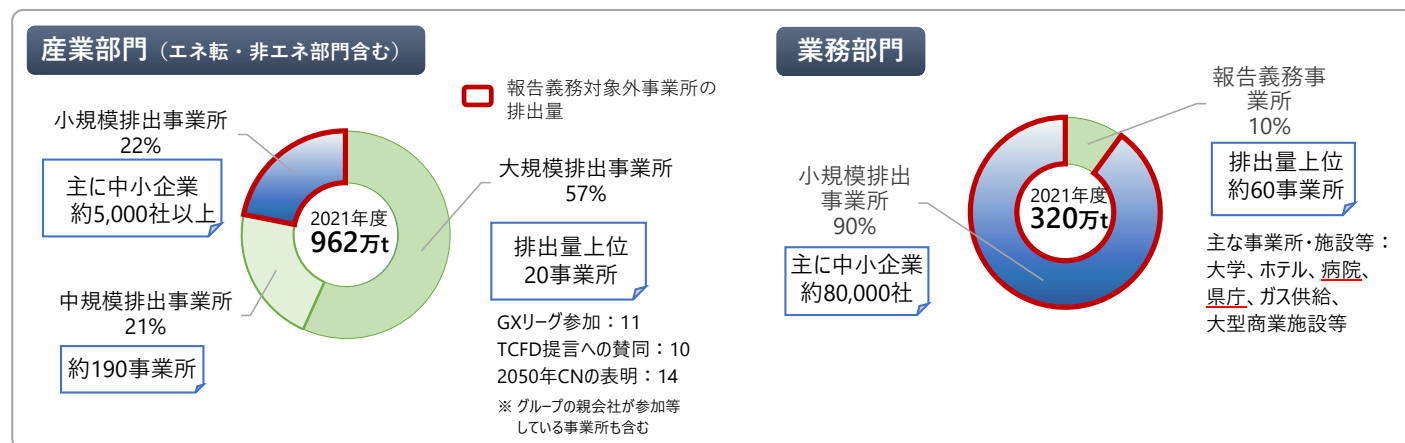 産業部門（エネ転・非エネ部門含む）
報告義務対象外事業所の
排出量
小規模排出事業所
22%
主に中小企業
約5,000社以上
2021年度
962万t
大規模排出事業所
57%
排出量上位
20事業所
中規模排出事業所
21%
約190事業所
GXリーグ参加：11
TCFD提言への賛同：10
2050年CNの表明：14
※ グループの親会社が参加等
している事業所も含む
業務部門
報告義務事
業所
10%
排出量上位
約60事業所
小規模排出
事業所
90%
主に中小企業
約80,000社
2021年度
320万t
主な事業所・施設等：
大学、ホテル、病院、
県庁、ガス供給、
大型商業施設等